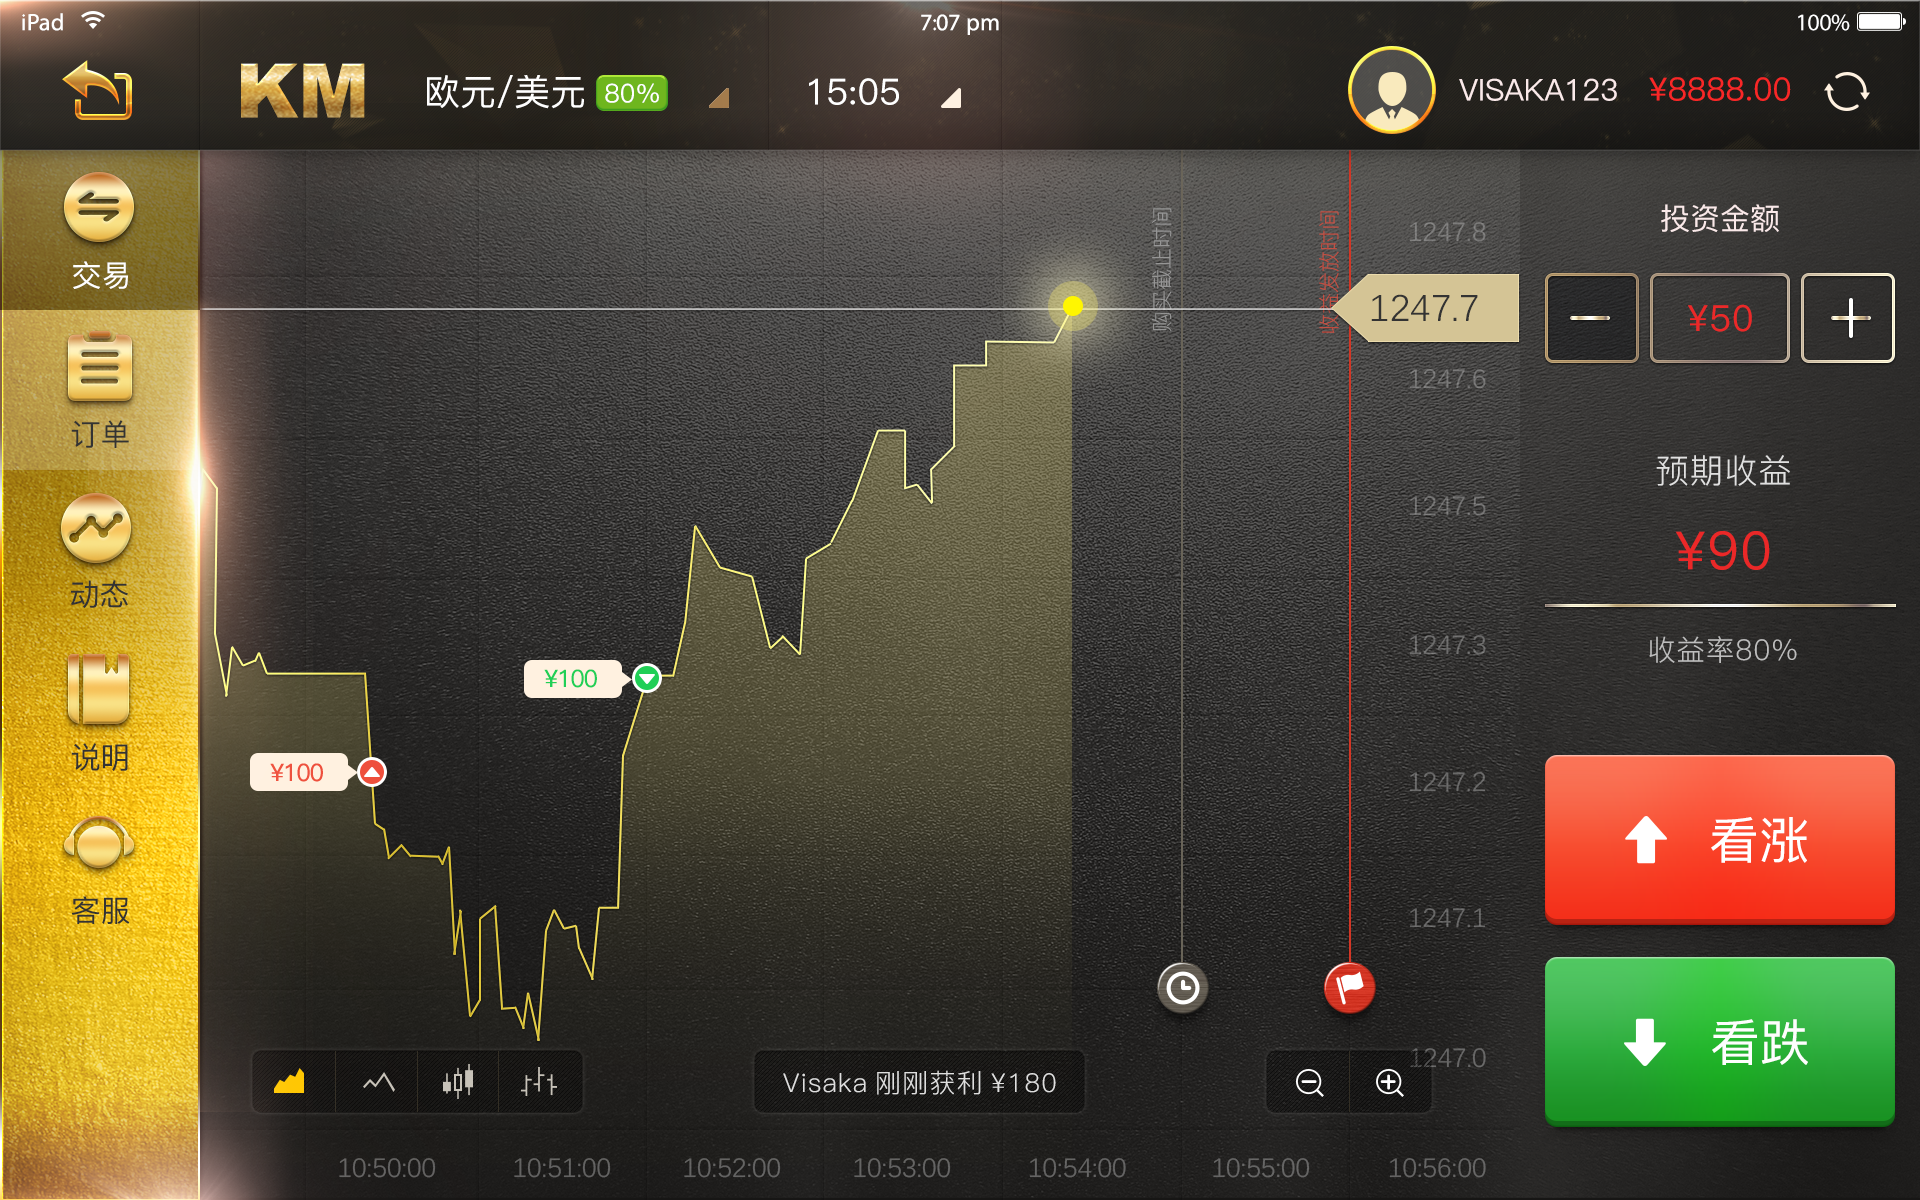 iPad
7:07 pm
100%
KM
欧元/美元 80%
15:05
VISAKA123
¥8888.00
交易
订单
动态
说明
客服
购买截止时间
收益发放时间
1247.8
1247.7
1247.6
1247.5
1247.3
1247.2
1247.1
1247.0
¥100
¥100
Visaka 刚刚获利 ¥180
10:50:00
10:51:00
10:52:00
10:53:00
10:54:00
10:55:00
10:56:00
投资金额
¥50
预期收益
¥90
收益率80%
看涨
看跌